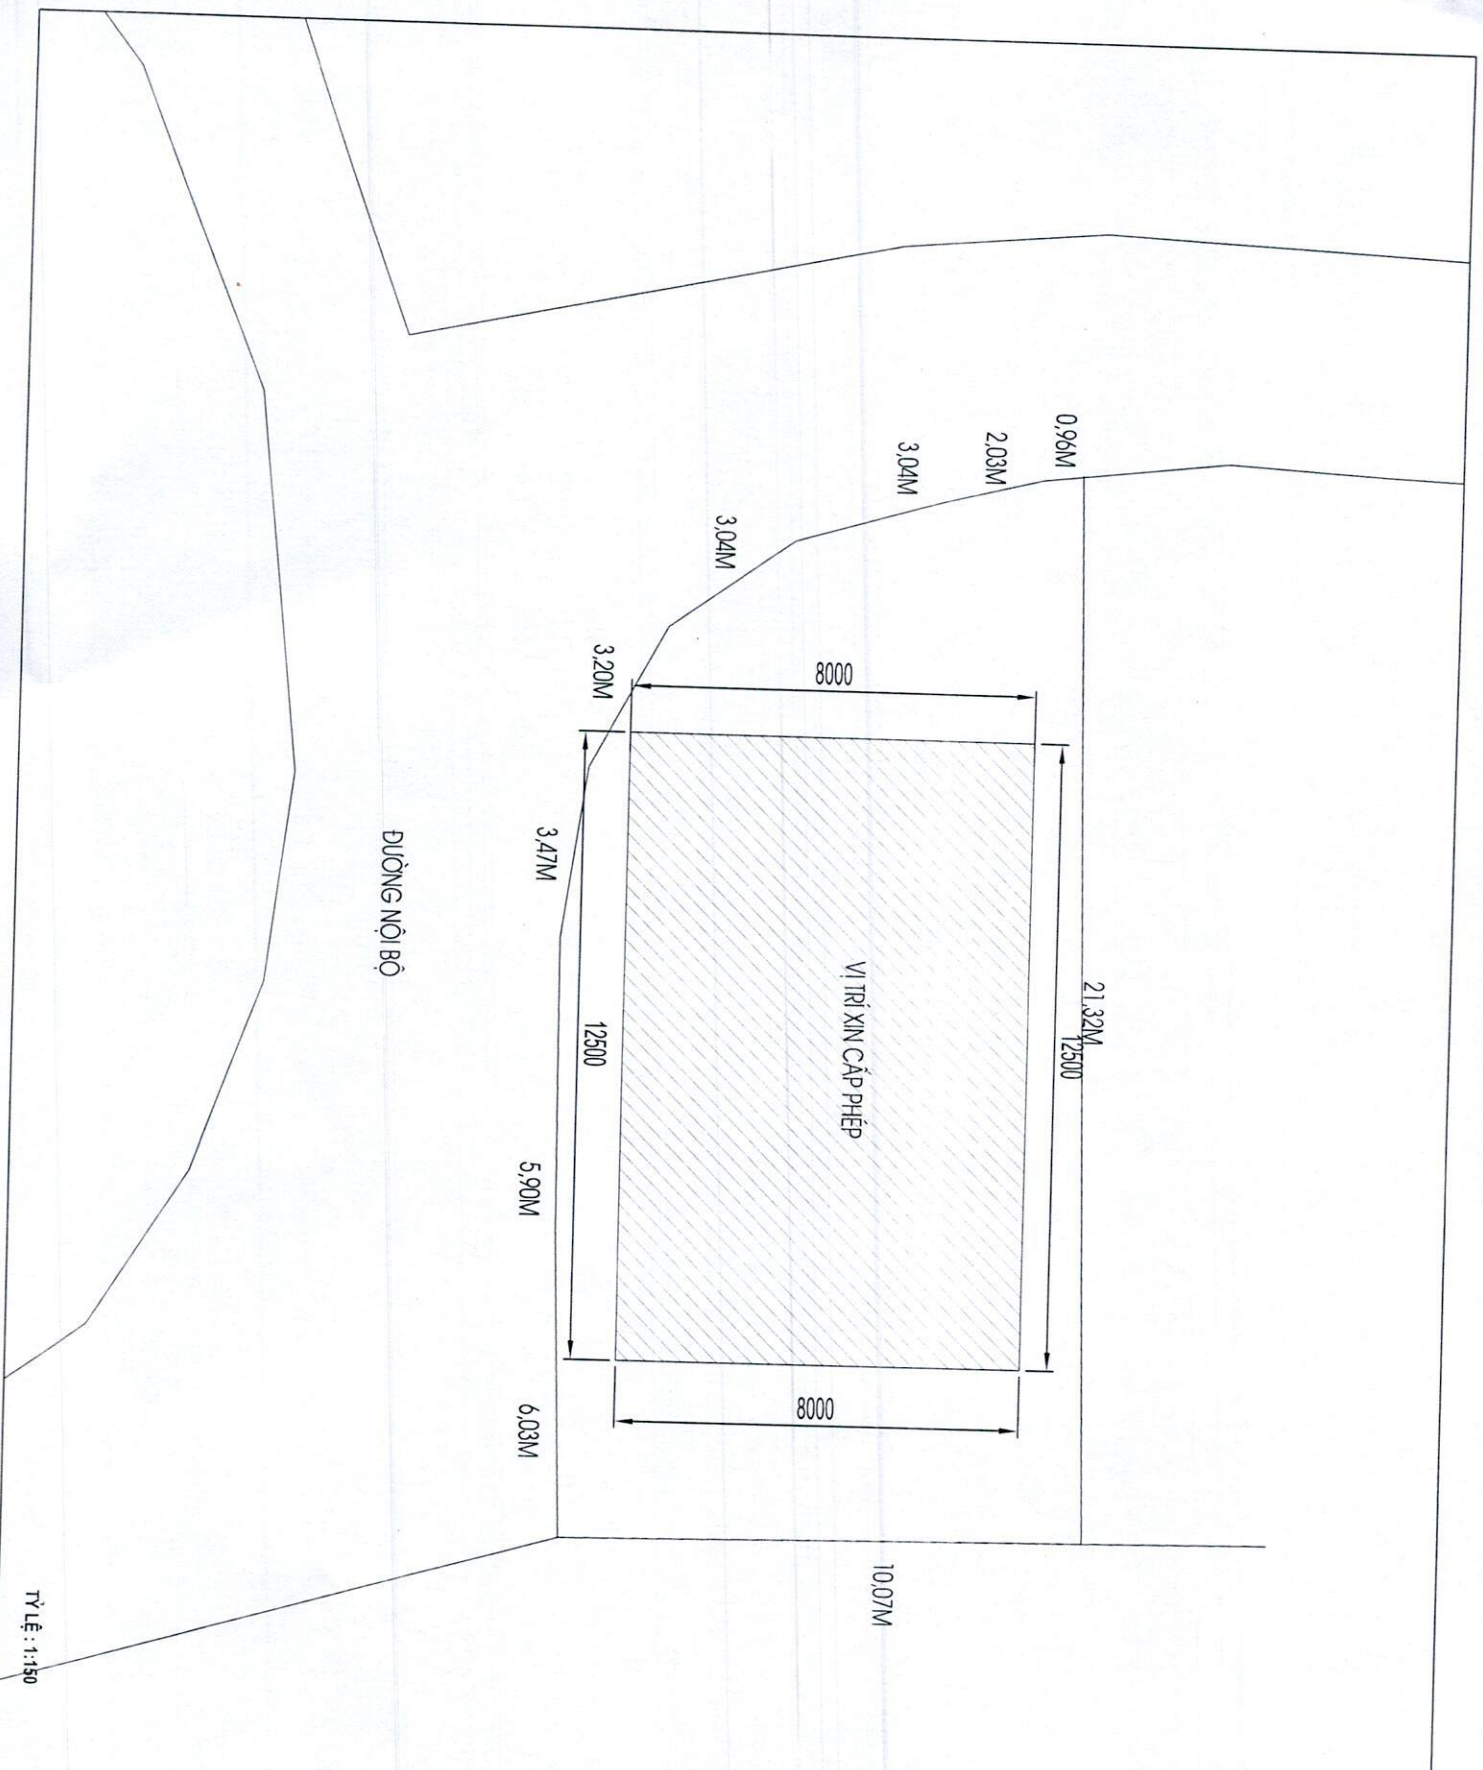 0,96M
2,03M
3,04M
3,04M
3,20M
3,47M
5,90M
6,03M
10,07M
21,32M
12500
8000
VỊ TRÍ XIN CẤP PHÉP
12500
8000
ĐƯỜNG NỘI BỘ
TỶ LỆ : 1:150